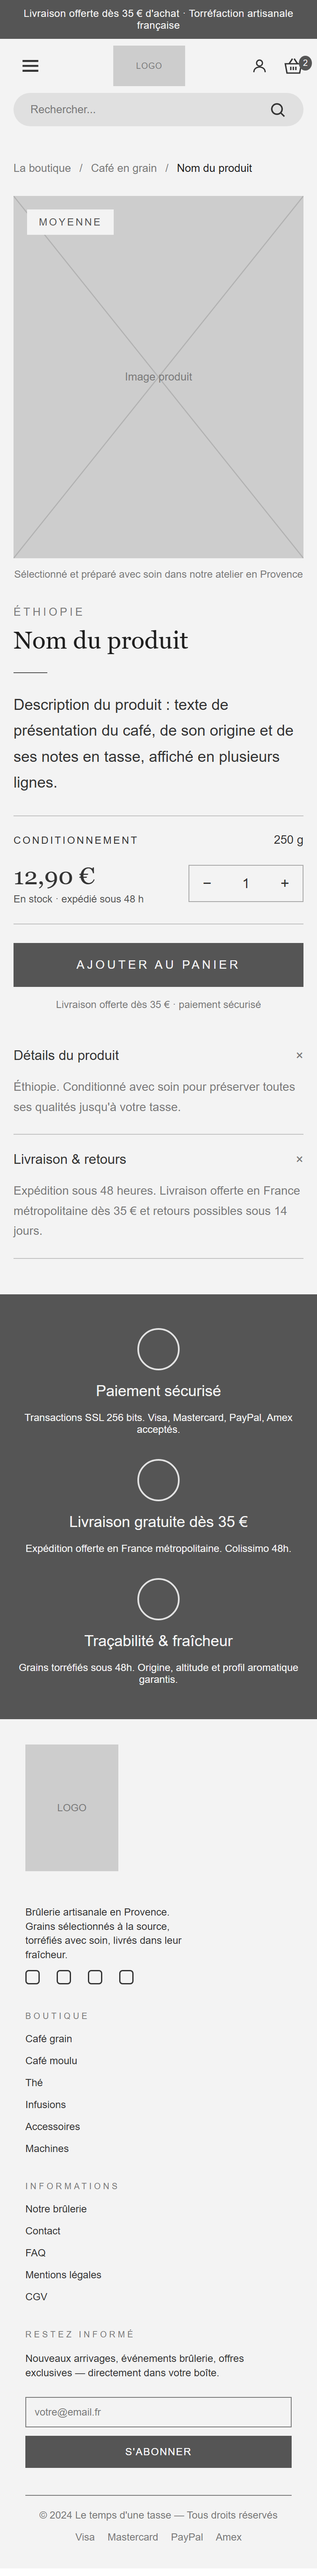 Livraison offerte dès 35 € d'achat · Torréfaction artisanale
française
LOGO
2
Rechercher...
La boutique / Café en grain / Nom du produit
MOYENNE
Image produit
Sélectionné et préparé avec soin dans notre atelier en Provence
ÉTHIOPIE
Nom du produit
Description du produit : texte de
présentation du café, de son origine et de
ses notes en tasse, affiché en plusieurs
lignes.
CONDITIONNEMENT 250 g
12,90 €
− 1 +
En stock · expédié sous 48 h
AJOUTER AU PANIER
Livraison offerte dès 35 € · paiement sécurisé
Détails du produit ×
Éthipie. Conditionné avec soin pour préserver toutes
ses qualités jusqu'à votre tasse.
Livraison & retours ×
Expédition sous 48 heures. Livraison offerte en France
métropolitaine dès 35 € et retours possibles sous 14
jours.
Paiement sécurisé
Transactions SSL 256 bits. Visa, Mastercard, PayPal, Amex
acceptés.
Livraison gratuite dès 35 €
Expédition offerte en France métropolitaine. Colissimo 48h.
Traçabilité & fraîcheur
Grains torréfiés sous 48h. Origine, altitude et profil aromatique
garantis.
LOGO
Brûlerie artisanale en Provence.
Grains sélectionnés à la source,
torréfiés avec soin, livrés dans leur
fraîcheur.
BOUTIQUE
Café grain
Café moulu
Thé
Infusions
Accessoires
Machines
INFORMATIONS
Notre brûlerie
Contact
FAQ
Mentions légales
CGV
RESTEZ INFORMÉ
Nouveaux arrivages, événements brûlerie, offres
exclusives — directement dans votre boîte.
votre@email.fr
S'ABONNER
© 2024 Le temps d'une tasse — Tous droits réservés
Visa Mastercard PayPal Amex